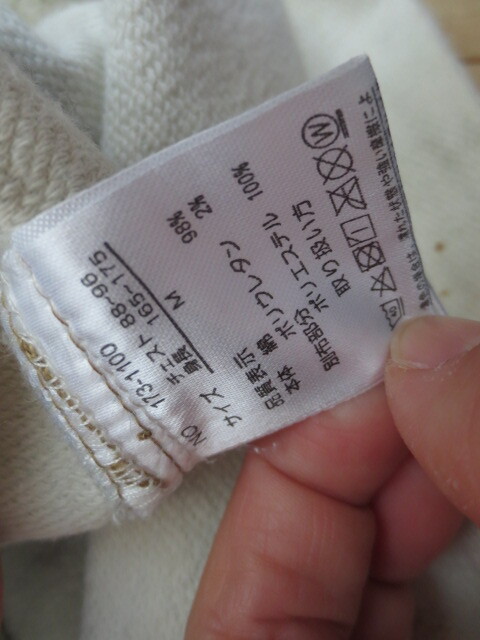 NO 173-1100
サイズ チェスト 88-96
身長 165-175
M
品質表示
本体 綿 98%
ポリウレタン 2%
別布部分 ポリエステル 100%
取り扱い方
W